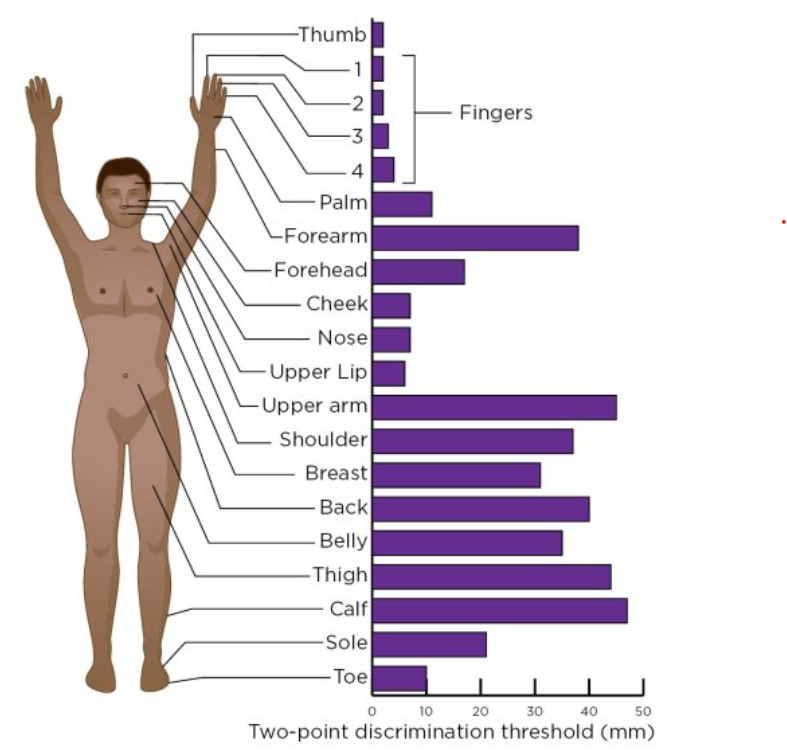 Thumb
1
2
Fingers
3
4
Palm
Forearm
Forehead
Cheek
Nose
Upper Lip
Upper arm
Shoulder
Breast
Back
Belly
Thigh
Calf
Sole
Toe
0 10 20 30 40 50
Two-point discrimination threshold (mm)